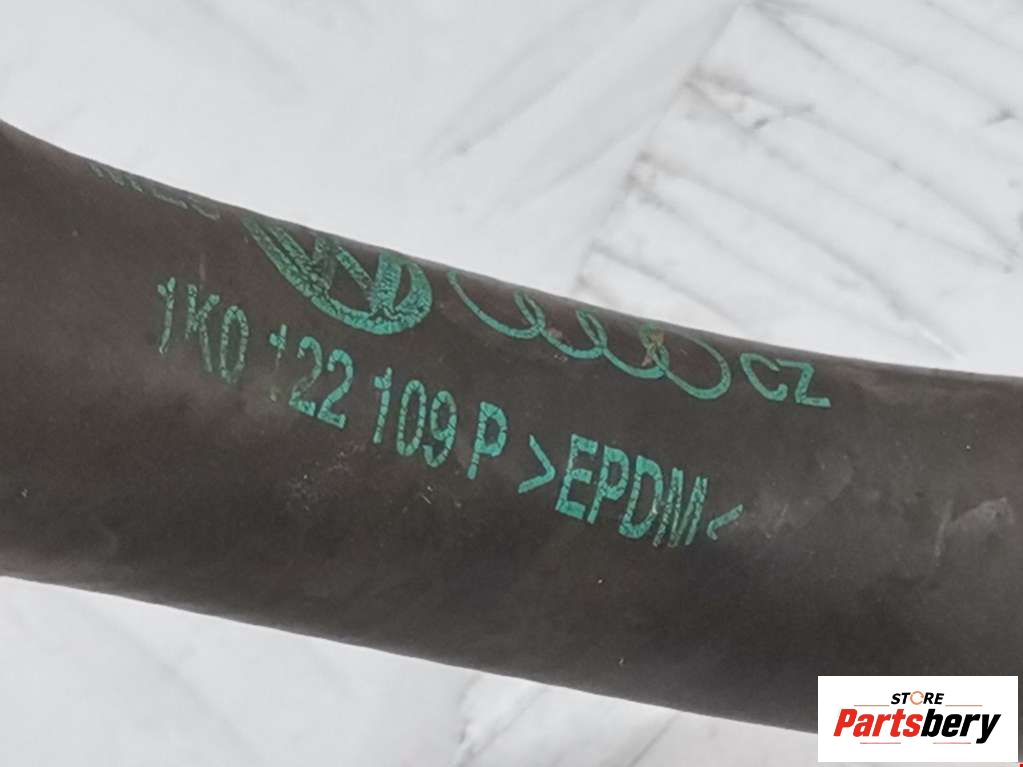 CZ
1K0 122 109 P >EPDM<
STORE
Partsbery